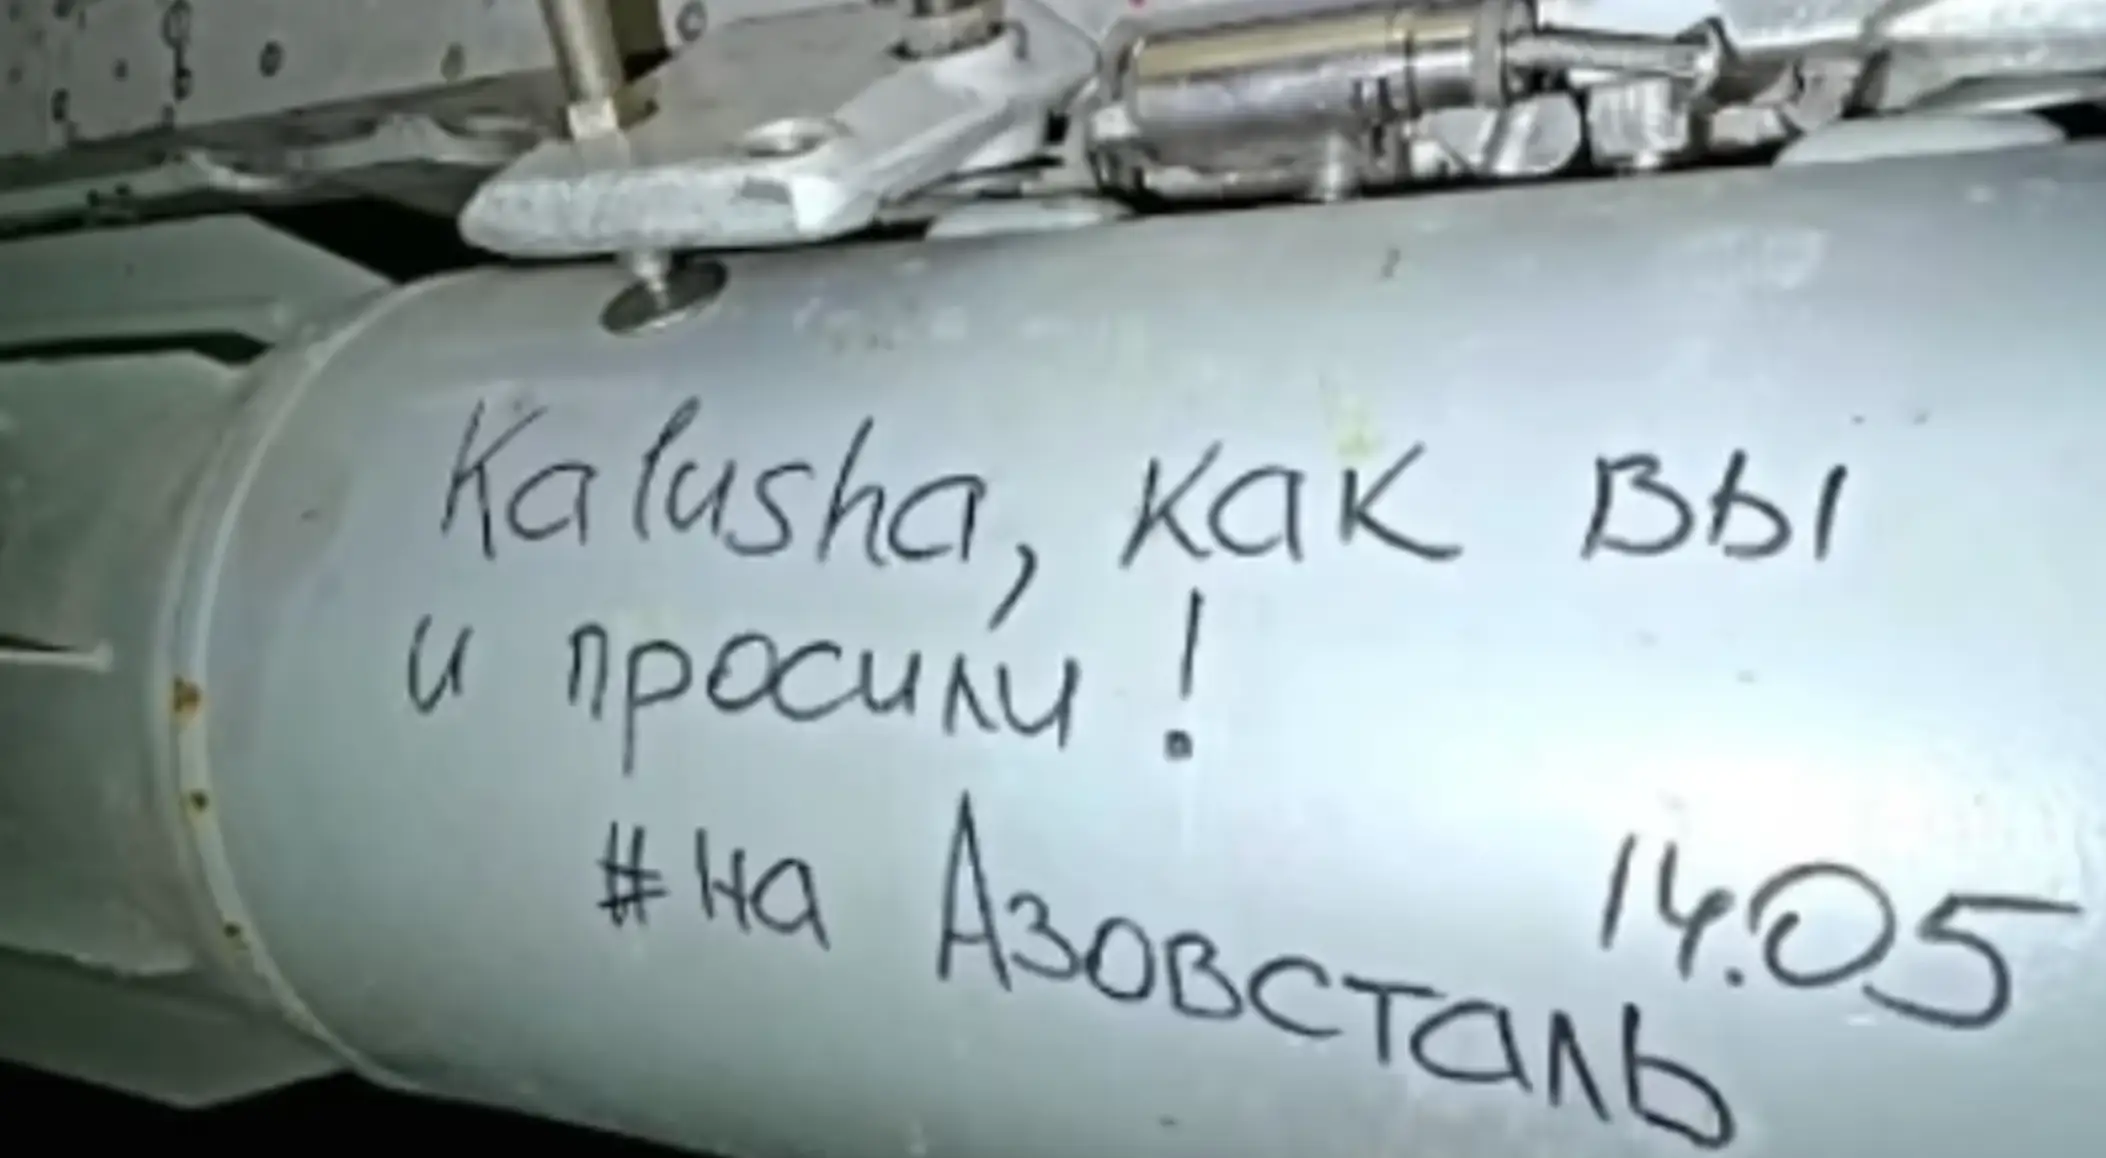 Kalusha, как вы
и просили!
#на Азовсталь
14.05